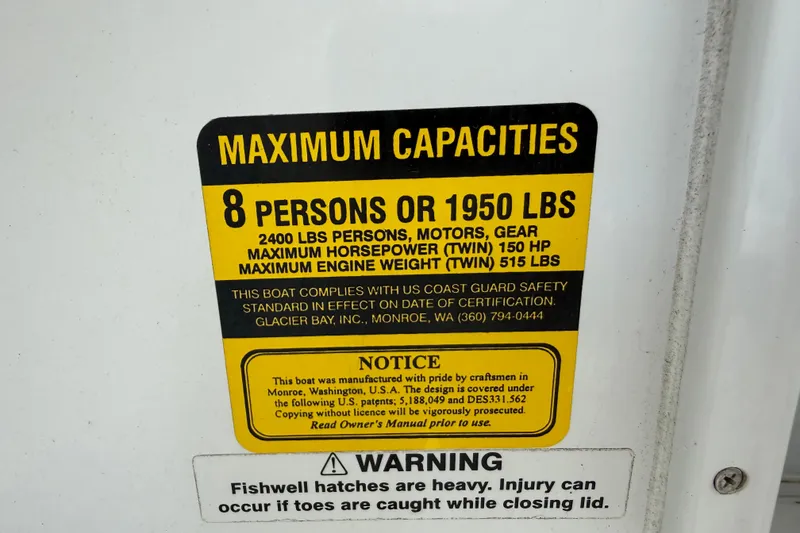 MAXIMUM CAPACITIES
8 PERSONS OR 1950 LBS
2400 LBS PERSONS, MOTORS, GEAR
MAXIMUM HORSEPOWER (TWIN) 150 HP
MAXIMUM ENGINE WEIGHT (TWIN) 515 LBS
THIS BOAT COMPLIES WITH US COAST GUARD SAFETY
STANDARD IN EFFECT ON DATE OF CERTIFICATION.
GLACIER BAY, INC., MONROE, WA (360) 794-0444
NOTICE
This boat was manufactured with pride by craftsmen in
Monroe, Washington, U.S.A. The design is covered under
the following U.S. patents; 5,188,049 and DES331,562
Copying without licence will be vigorously prosecuted.
Read Owner's Manual prior to use.
⚠ WARNING
Fishwell hatches are heavy. Injury can
occur if toes are caught while closing lid.